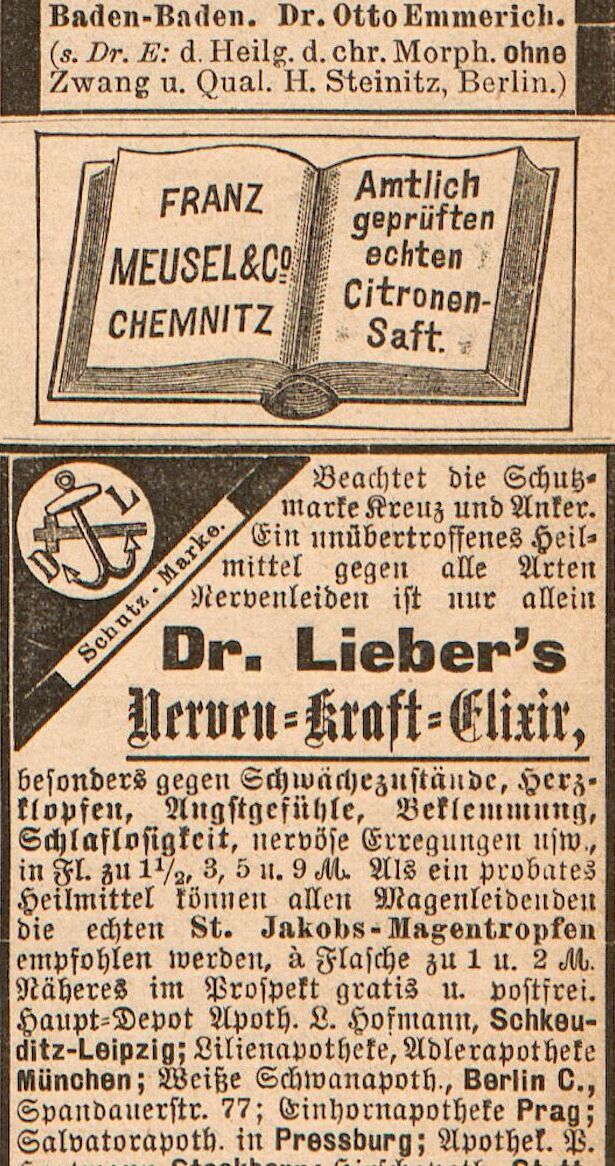 Baden-Baden. Dr. Otto Emmerich.
(s. Dr. E: d. Heilg. d. chr. Morph. ohne
Zwang u. Qual. H. Steinitz, Berlin.)
FRANZ
MEUSEL & Co
CHEMNITZ
Amtlich
geprüften
echten
Citronen-
Saft.
D L
Schutz-Marke.
Beachtet die Schutz-
marke Kreuz und Anker.
Ein unübertroffenes Heil-
mittel gegen alle Arten
Nervenleiden ist nur allein
Dr. Lieber's
Nerven-Kraft-Elixir,
besonders gegen Schwächezustände, Herz-
klopfen, Angstgefühle, Beklemmung,
Schlaflosigkeit, nervöse Erregungen usw.,
in Fl. zu 1½, 3, 5 u. 9 M. Als ein probates
Heilmittel können allen Magenleidenden
die echten St. Jakobs-Magentropfen
empfohlen werden, à Flasche zu 1 u. 2 M.
Näheres im Prospekt gratis u. postfrei.
Haupt-Depot Apoth. L. Hofmann, Schkeu-
ditz-Leipzig; Lilienapotheke, Adlerapotheke
München; Weiße Schwanapoth., Berlin C.,
Spandauerstr. 77; Einhornapotheke Prag;
Salvatorapoth. in Pressburg; Apothek. P.